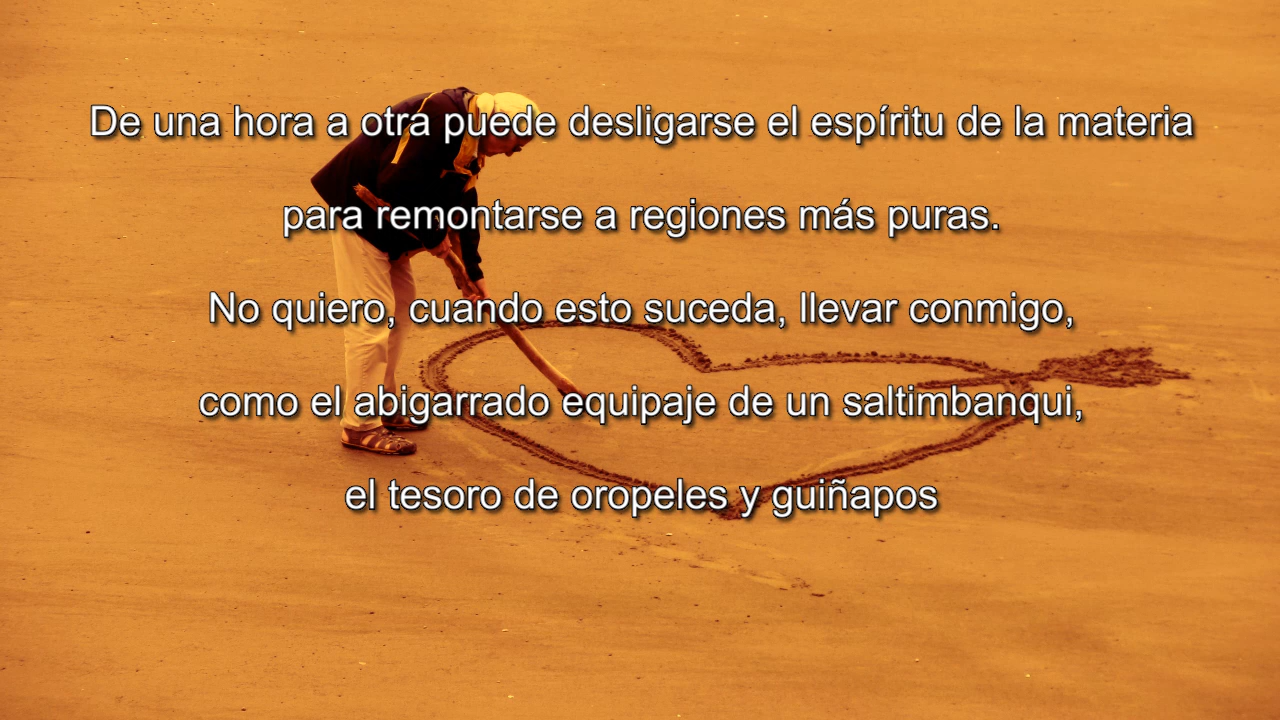 De una hora a otra puede desligarse el espíritu de la materia
para remontarse a regiones más puras.
No quiero, cuando esto suceda, llevar conmigo,
como el abigarrado equipaje de un saltimbanqui,
el tesoro de oropeles y guiñapos